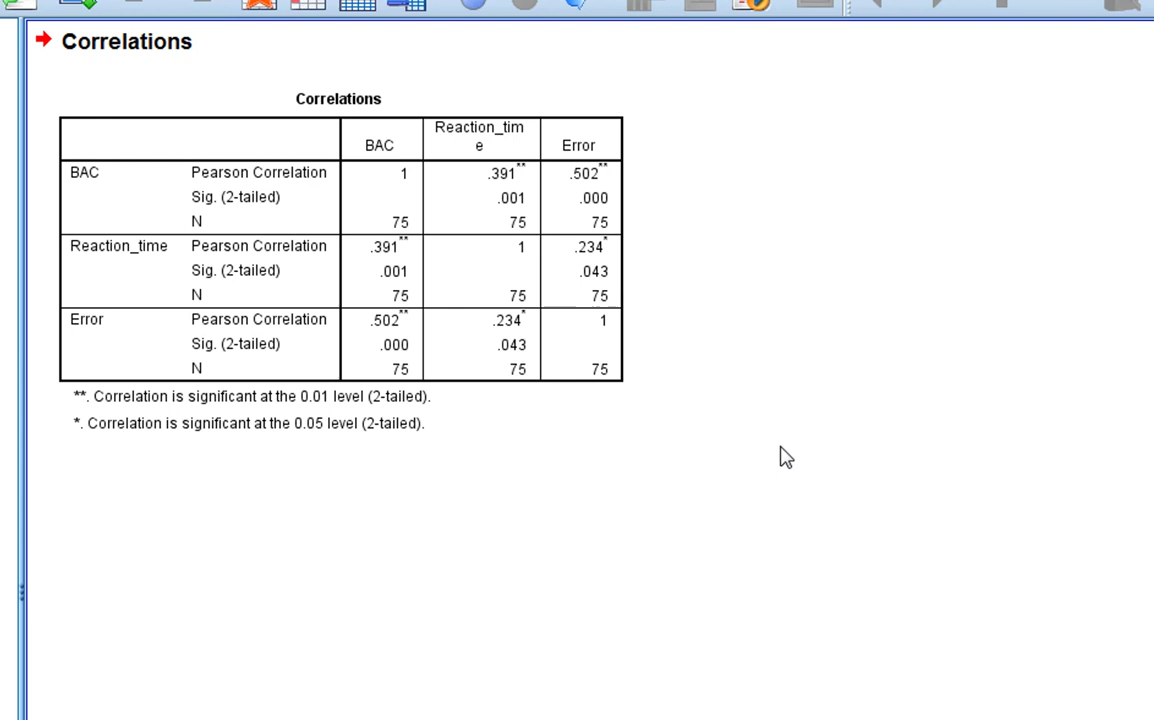 Correlations
Correlations
BAC Reaction_tim
e Error
BAC Pearson Correlation 1 .391** .502**
Sig. (2-tailed) .001 .000
N 75 75 75
Reaction_time Pearson Correlation .391** 1 .234*
Sig. (2-tailed) .001 .043
N 75 75 75
Error Pearson Correlation .502** .234* 1
Sig. (2-tailed) .000 .043
N 75 75 75
**. Correlation is significant at the 0.01 level (2-tailed).
*. Correlation is significant at the 0.05 level (2-tailed).